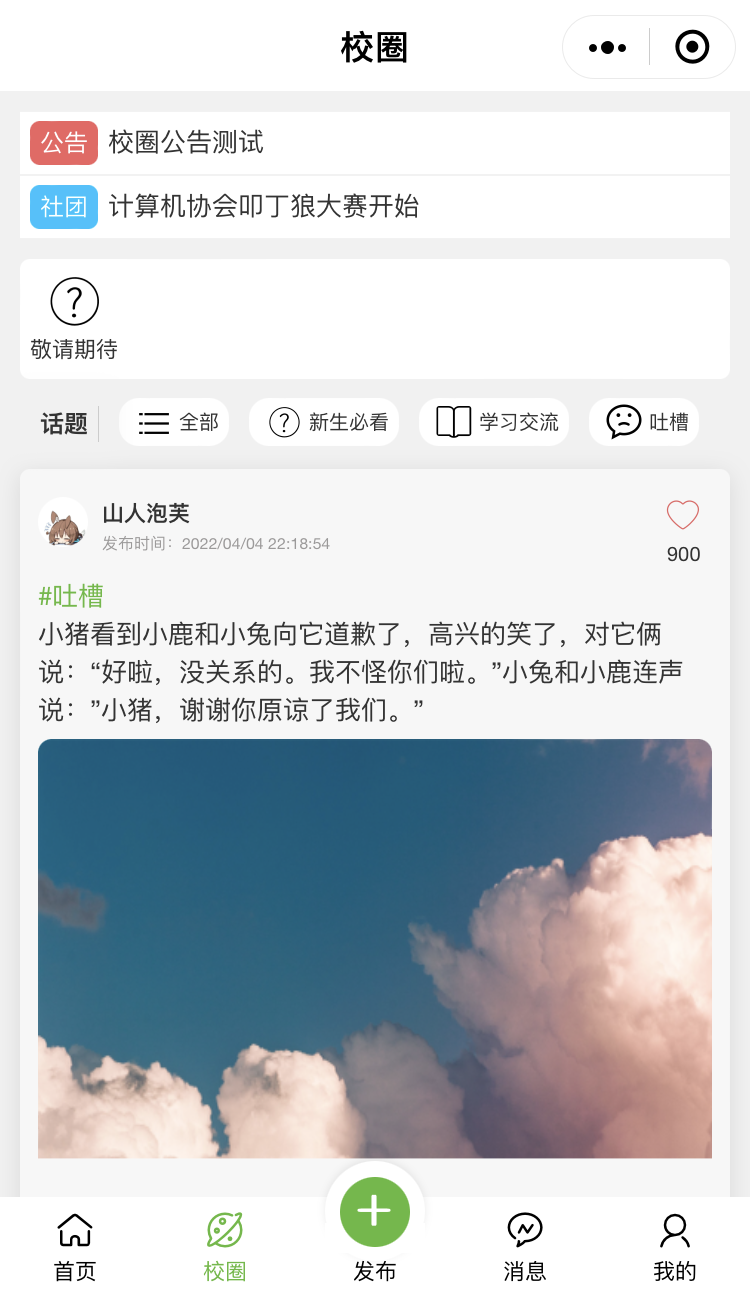 校圈
公告 校圈公告测试
社团 计算机协会叩丁狼大赛开始
?
敬请期待
话题 全部 ? 新生必看 学习交流 吐槽
山人泡芙
发布时间：2022/04/04 22:18:54
900
#吐槽
小猪看到小鹿和小兔向它道歉了，高兴的笑了，对它俩
说：“好啦，没关系的。我不怪你们啦。”小兔和小鹿连声
说：”小猪，谢谢你原谅了我们。”
首页 校圈 发布 消息 我的